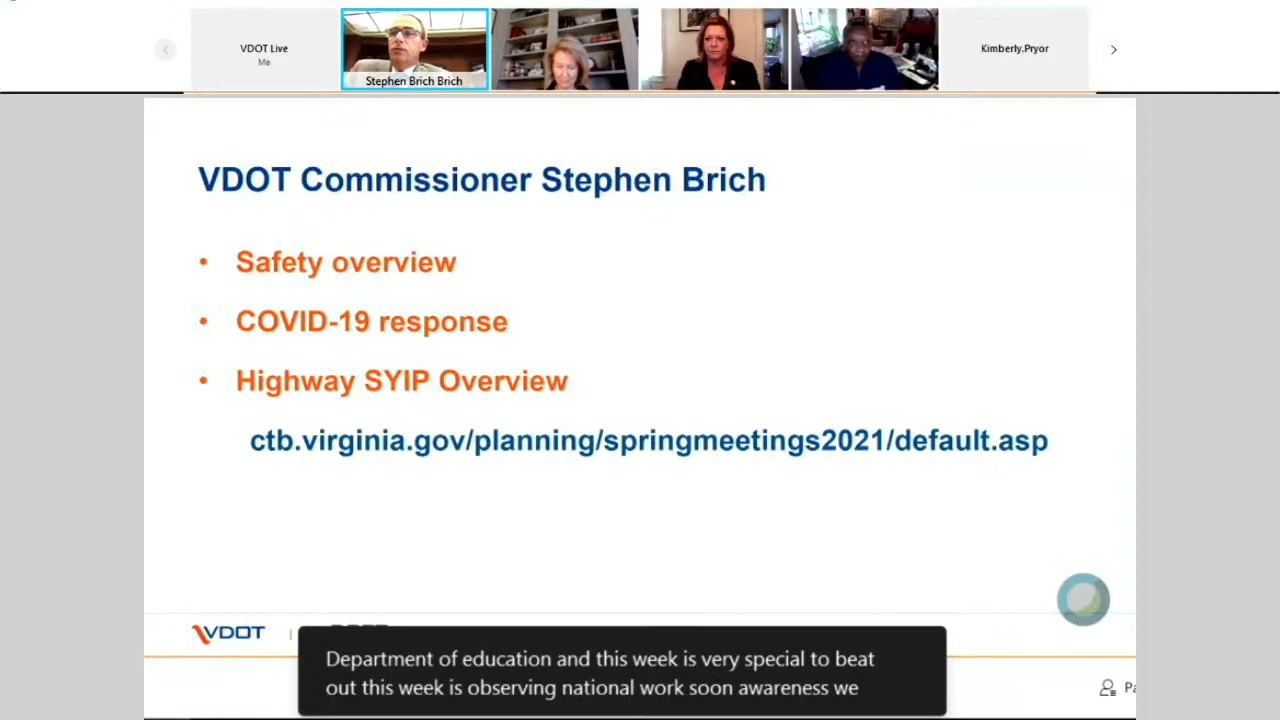 VDOT Live
Me
Stephen Brich Brich
Kimberly.Pryor
VDOT Commissioner Stephen Brich
• Safety overview
• COVID-19 response
• Highway SYIP Overview
ctb.virginia.gov/planning/springmeetings2021/default.asp
VDOT
Department of education and this week is very special to beat
out this week is observing national work soon awareness we